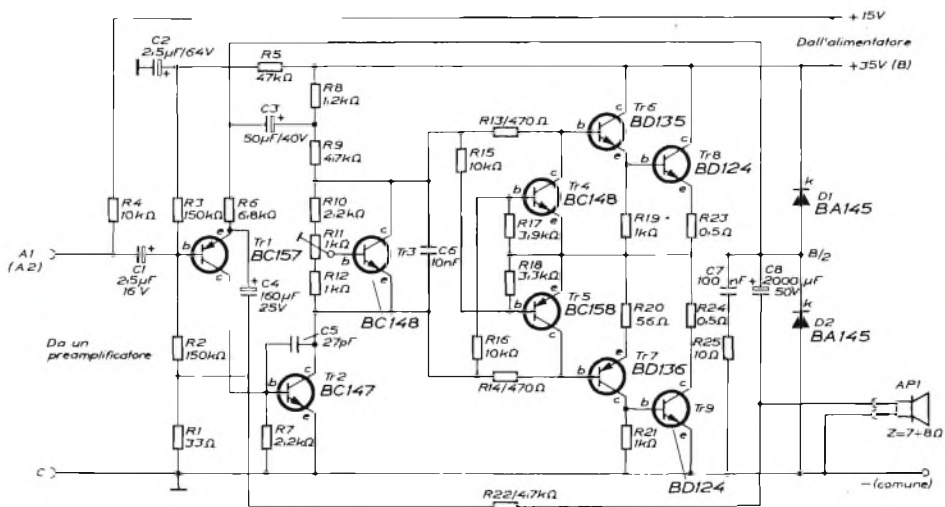 +15V
C2
2,5µF/64V
Dall'alimentatore
R5
47kΩ
+35V (B)
R8
1,2kΩ
C3
50µF/40V
R9
4,7kΩ
R13/470Ω
Tr6
BD135
c
b
e
R15
10kΩ
Tr8
BD124
c
b
e
R4
10kΩ
R3
150kΩ
R6
6,8kΩ
R10
2,2kΩ
Tr4
BC148
c
b
e
k
D1
BA145
R11
1kΩ
Tr3
R17
3,9kΩ
R19
1kΩ
R23
0,5Ω
A1
(A2)
C1
2,5µF
16V
Tr1
BC157
e
b
c
c
b
e
C6
10nF
B/2
R12
1kΩ
R18
3,3kΩ
C7
100 nF
C8
2000 µF
50V
C4
160µF
25V
BC148
Tr5
BC158
e
b
c
R20
56Ω
R24
0,5Ω
k
D2
BA145
Da un
preamplificatore
R2
150kΩ
C5
27pF
R16
10kΩ
R25
10Ω
Tr7
BD136
e
b
c
Tr2
BC147
c
b
e
R14/470Ω
AP1
Z=7÷8Ω
Tr9
c
b
e
R1
33Ω
R7
2,2kΩ
R21
1kΩ
BD124
C
R22/4,7kΩ
-(comune)